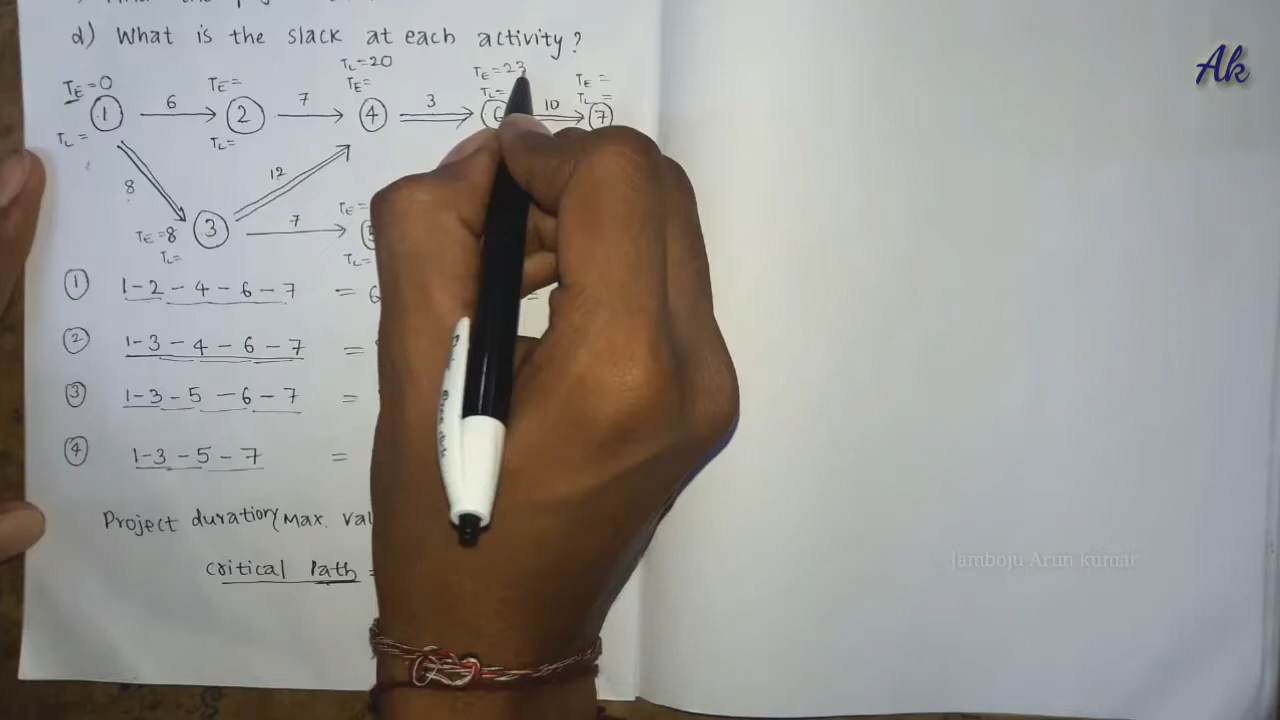 d) What is the slack at each activity?
TL=20
TE=23
TE=0 TE= TE= TL= TE=
TL=
1 6 2 7 4 3 10 7
TL= TL=
8 12
TE=8 3 7 TE=
TL= TL=
1 1-2-4-6-7 =
2 1-3-4-6-7 =
3 1-3-5-6-7 =
4 1-3-5-7 =
Project duration(Max.
critical Path =
Ak
Jamboju Arun kumar